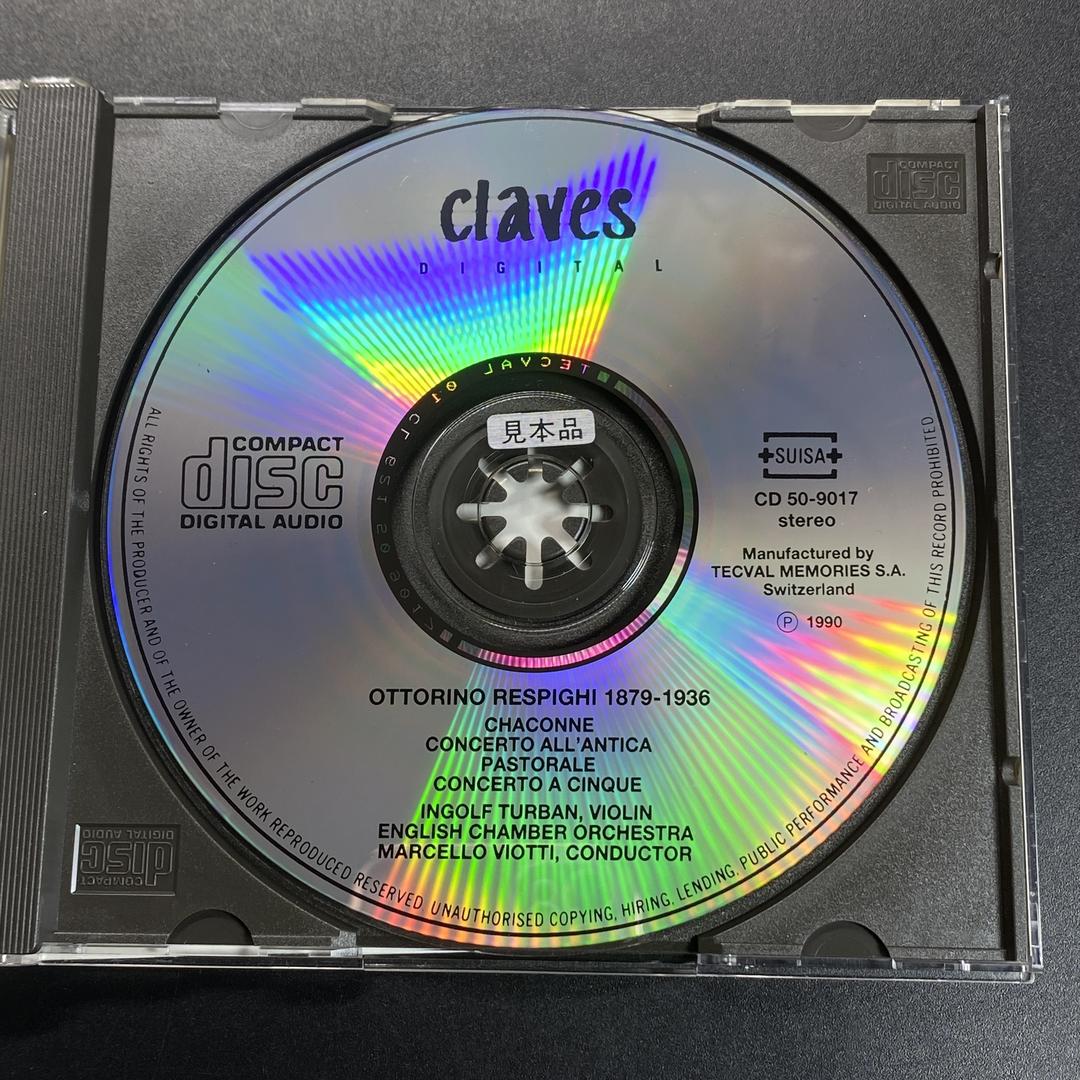 claves
DIGITAL
COMPACT
disc
DIGITAL AUDIO
TECVAL
見本品
COMPACT
disc
DIGITAL AUDIO
SUISA
CD 50-9017
stereo
Manufactured by
TECVAL MEMORIES S.A.
Switzerland
Ⓟ 1990
OTTORINO RESPIGHI 1879-1936
CHACONNE
CONCERTO ALL'ANTICA
PASTORALE
CONCERTO A CINQUE
INGOLF TURBAN, VIOLIN
ENGLISH CHAMBER ORCHESTRA
MARCELLO VIOTTI, CONDUCTOR
ALL RIGHTS OF THE PRODUCER AND OF THE OWNER OF THE WORK REPRODUCED RESERVED. UNAUTHORISED COPYING, HIRING, LENDING, PUBLIC PERFORMANCE AND BROADCASTING OF THIS RECORD PROHIBITED
COMPACT
disc
DIGITAL AUDIO